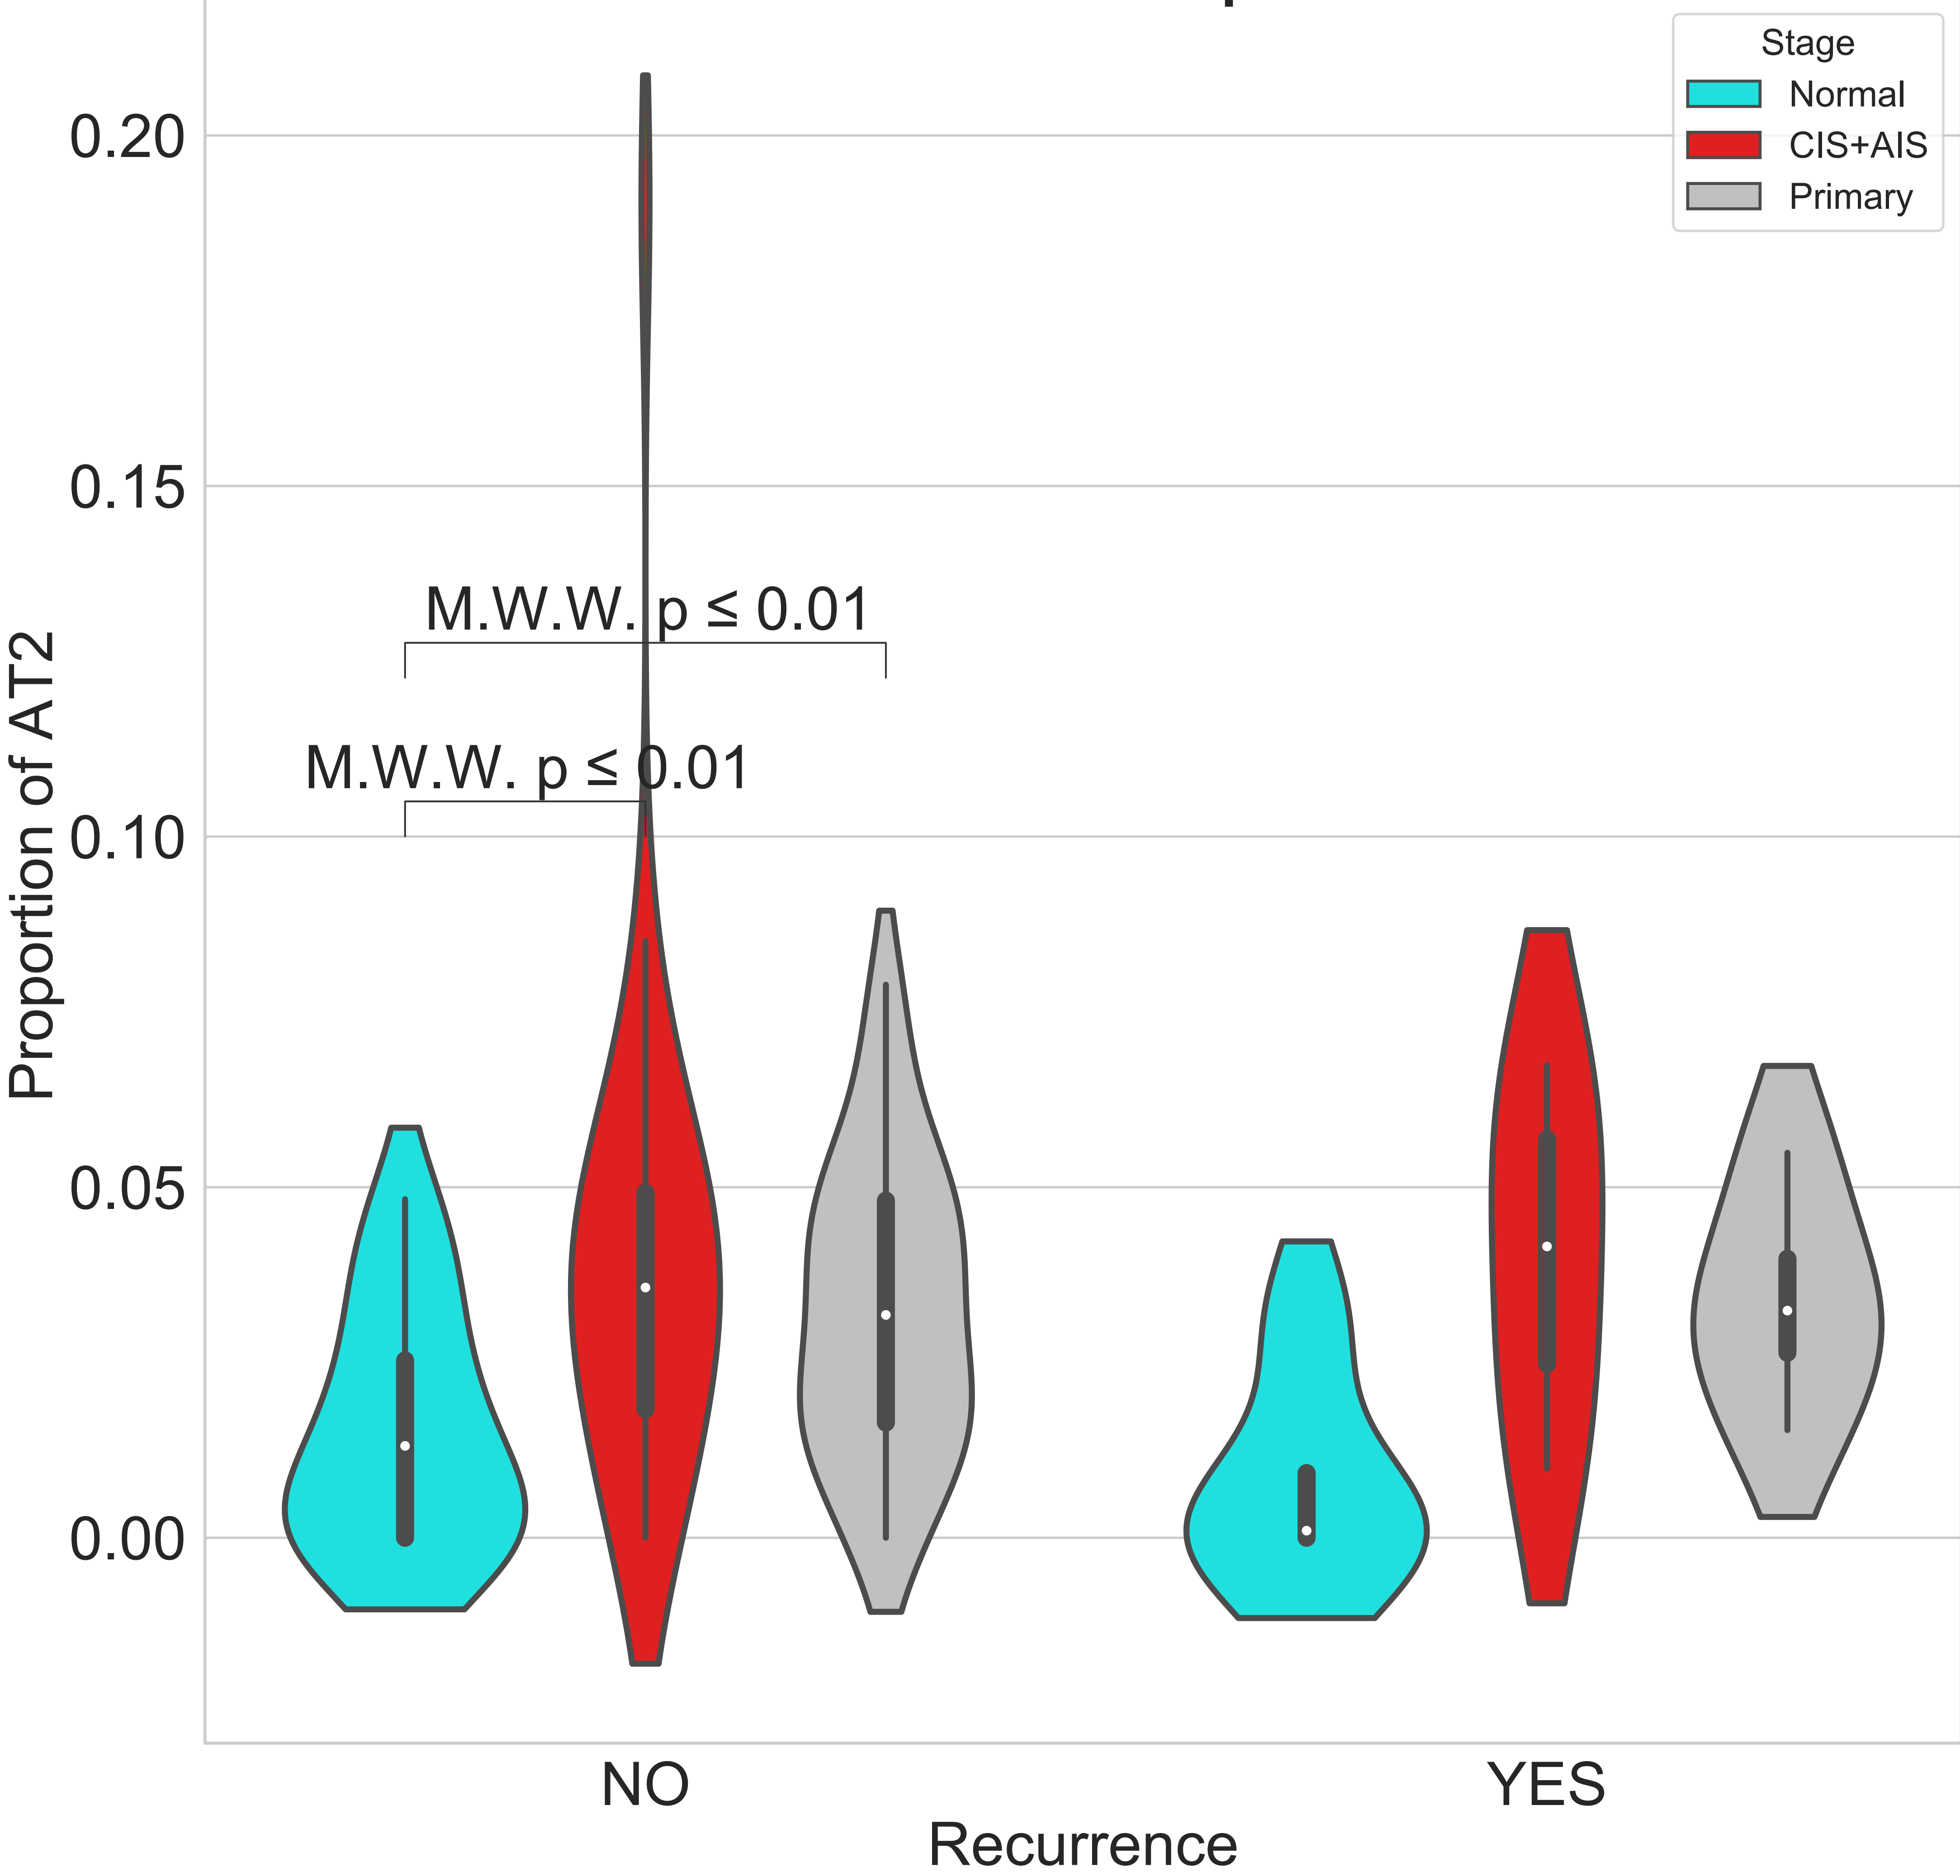 Stage
Normal
CIS+AIS
Primary
0.20
0.15
0.10
0.05
0.00
Proportion of AT2
M.W.W. p ≤ 0.01
M.W.W. p ≤ 0.01
NO
YES
Recurrence